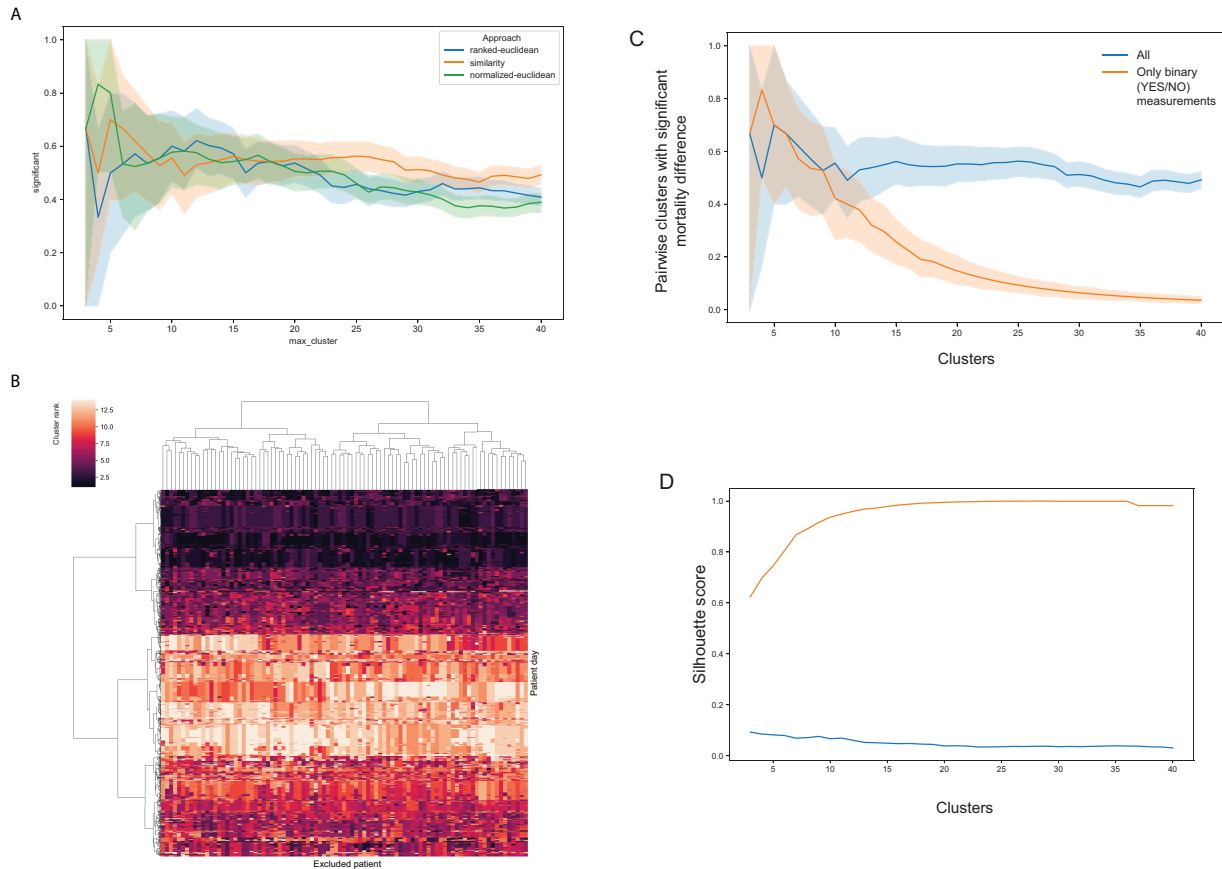 A
significant
1.0
0.8
0.6
0.4
0.2
0.0
Approach
ranked-euclidean
similarity
normalized-euclidean
5
10
15
20
25
30
35
40
max_cluster
B
Cluster rank
12.5
10.0
7.5
5.0
2.5
Patient day
Excluded patient
C
Pairwise clusters with significant
mortality difference
1.0
0.8
0.6
0.4
0.2
0.0
All
Only binary
(YES/NO)
measurements
5
10
15
20
25
30
35
40
Clusters
D
Silhouette score
1.0
0.8
0.6
0.4
0.2
0.0
5
10
15
20
25
30
35
40
Clusters